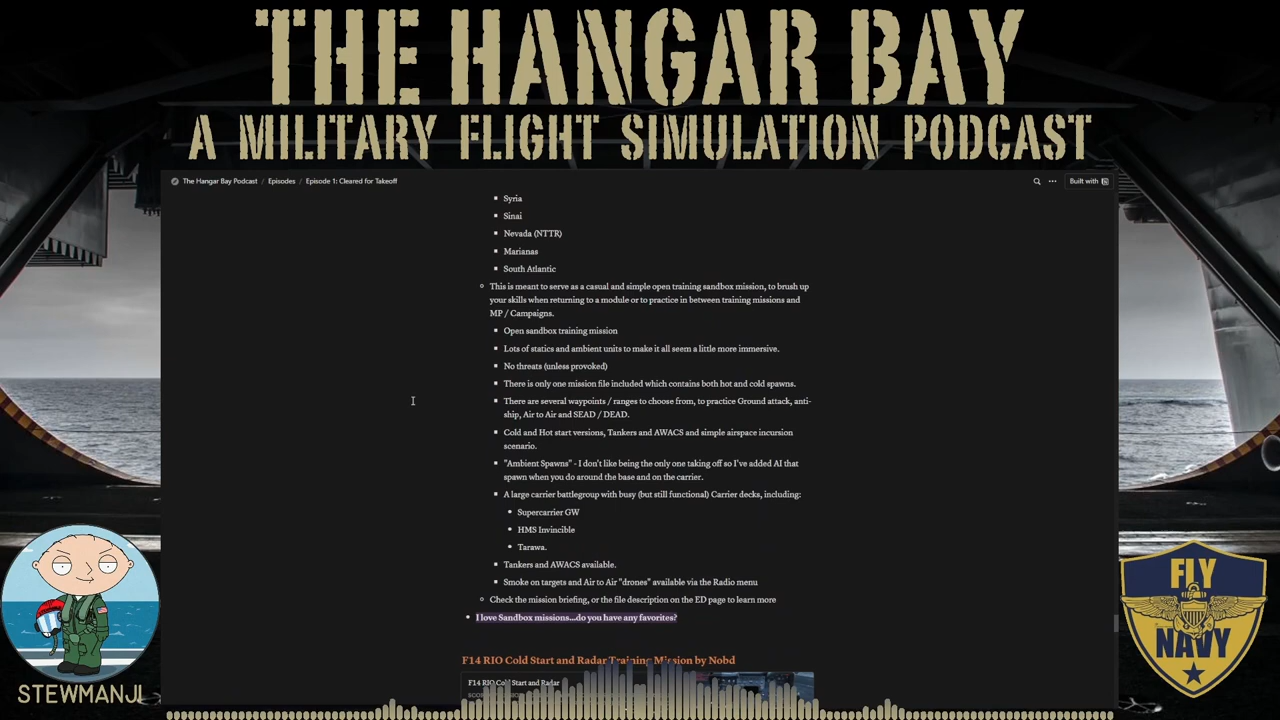 THE HANGAR BAY
A MILITARY FLIGHT SIMULATION PODCAST
The Hangar Bay Podcast / Episodes / Episode 1: Cleared for Takeoff
Built with
Syria
Sinai
Nevada (NTTR)
Marianas
South Atlantic
This is meant to serve as a casual and simple open training sandbox mission, to brush up
your skills when returning to a module or to practice in between training missions and
MP / Campaigns.
Open sandbox training mission
Lots of statics and ambient units to make it all seem a little more immersive.
No threats (unless provoked)
There is only one mission file included which contains both hot and cold spawns.
There are several waypoints / ranges to choose from, to practice Ground attack, anti-
ship, Air to Air and SEAD / DEAD.
Cold and Hot start versions, Tankers and AWACS and simple airspace incursion
scenario.
"Ambient Spawns" - I don't like being the only one taking off so I've added AI that
spawn when you do around the base and on the carrier.
A large carrier battlegroup with busy (but still functional) Carrier decks, including:
Supercarrier GW
HMS Invincible
Tarawa.
Tankers and AWACS available.
Smoke on targets and Air to Air "drones" available via the Radio menu
Check the mission briefing, or the file description on the ED page to learn more
I love Sandbox missions...do you have any favorites?
F14 RIO Cold Start and Radar Training Mission by Nobd
F14 RIO Cold Start and Radar
STEWMANJI
FLY
NAVY